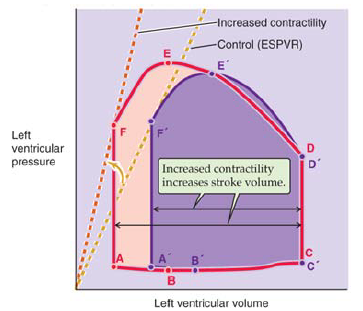 Increased contractility
Control (ESPVR)
E
E´
F
F´
D
D´
Left
ventricular
pressure
Increased contractility
increases stroke volume.
A
A´
B´
C
C´
B
Left ventricular volume